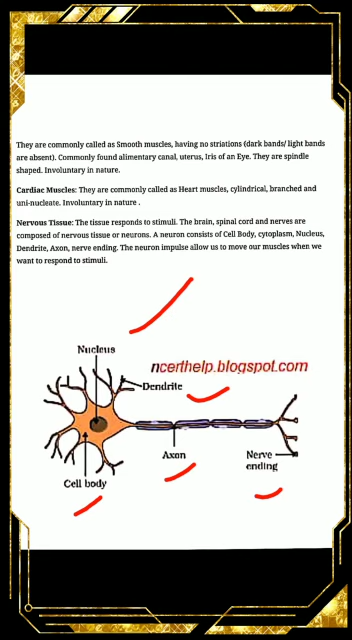 They are commonly called as Smooth muscles, having no striations (dark bands/ light bands
are absent). Commonly found alimentary canal, uterus, Iris of an Eye. They are spindle
shaped. Involuntary in nature.
Cardiac Muscles: They are commonly called as Heart muscles, cylindrical, branched and
uni-nucleate. Involuntary in nature .
Nervous Tissue: The tissue responds to stimuli. The brain, spinal cord and nerves are
composed of nervous tissue or neurons. A neuron consists of Cell Body, cytoplasm, Nucleus,
Dendrite, Axon, nerve ending. The neuron impulse allow us to move our muscles when we
want to respond to stimuli.
Nucleus
ncerthelp.blogspot.com
Dendrite
Axon
Nerve
ending
Cell body